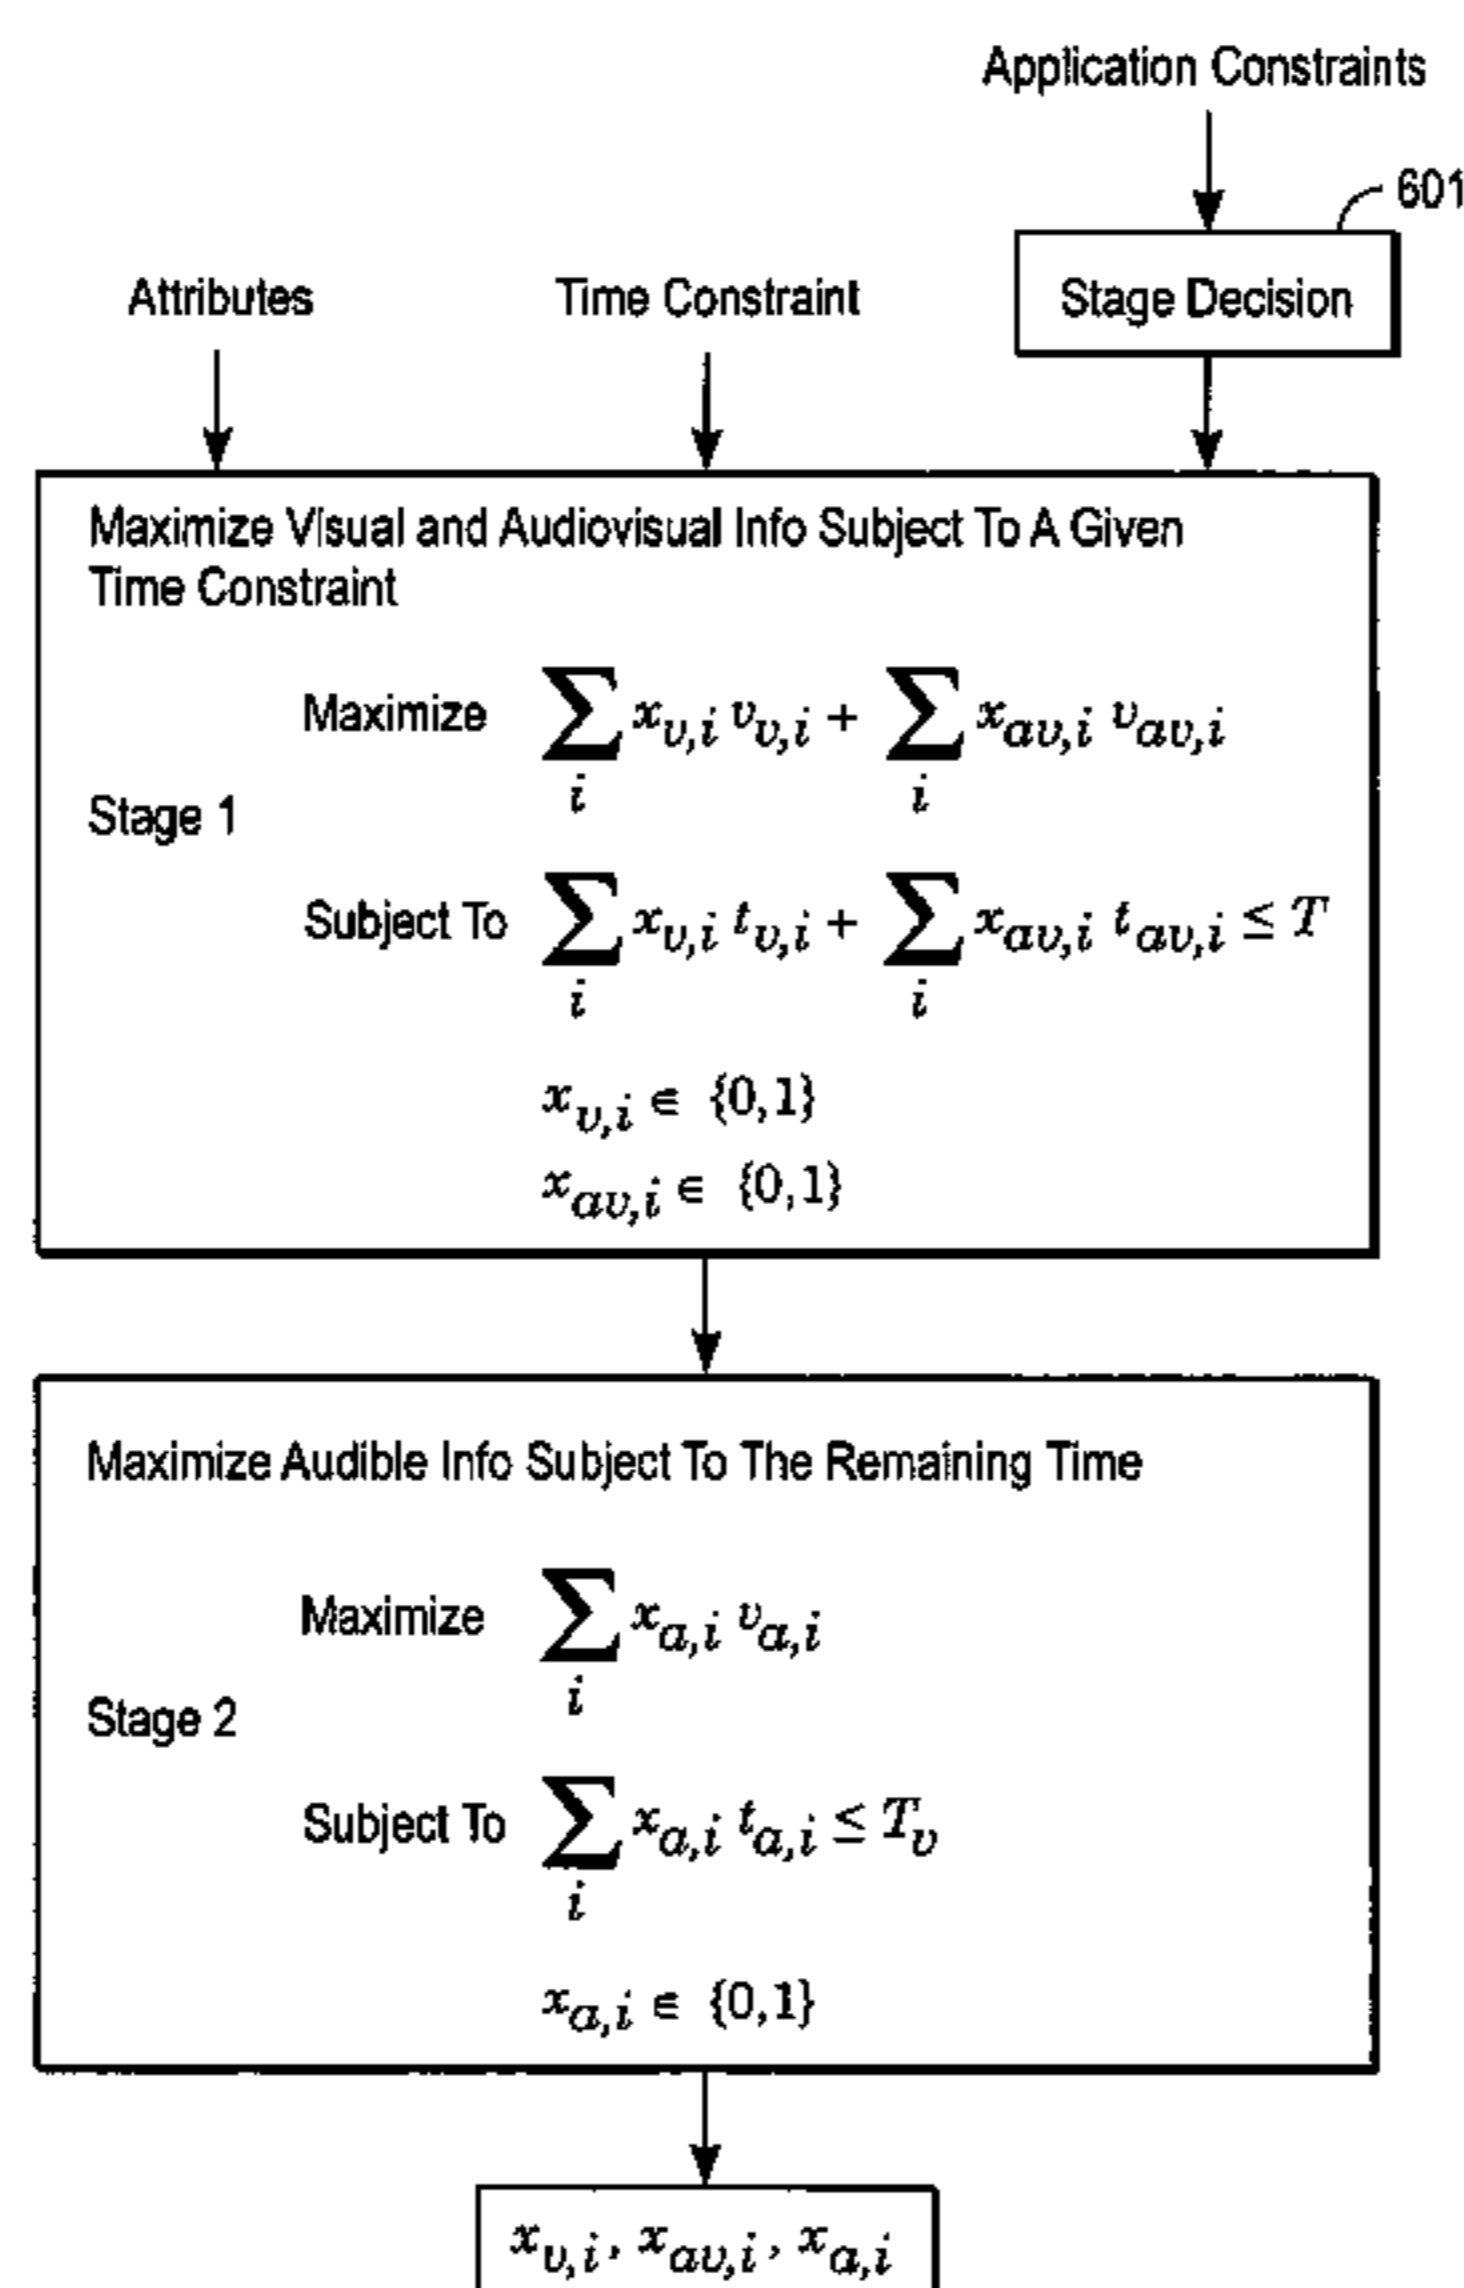 Application Constraints
601
Stage Decision
Attributes
Time Constraint
Maximize Visual and Audiovisual Info Subject To A Given
Time Constraint
Maximize ∑_i x_{v,i} v_{v,i} + ∑_i x_{av,i} v_{av,i}
Stage 1
Subject To ∑_i x_{v,i} t_{v,i} + ∑_i x_{av,i} t_{av,i} ≤ T
x_{v,i} ∈ {0,1}
x_{av,i} ∈ {0,1}
Maximize Audible Info Subject To The Remaining Time
Maximize ∑_i x_{a,i} v_{a,i}
Stage 2
Subject To ∑_i x_{a,i} t_{a,i} ≤ T_v
x_{a,i} ∈ {0,1}
x_{v,i}, x_{av,i}, x_{a,i}